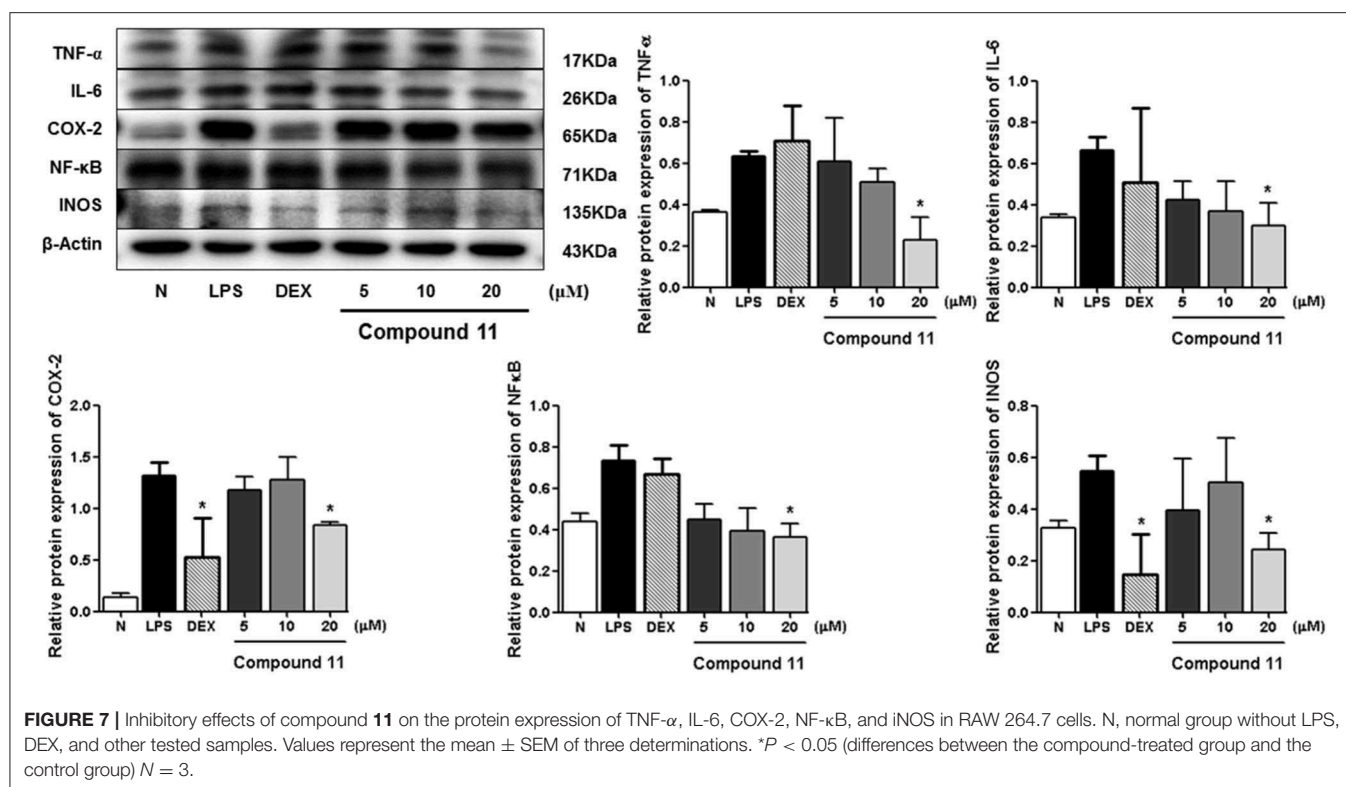 TNF-α
17KDa
IL-6
26KDa
COX-2
65KDa
NF-κB
71KDa
INOS
135KDa
β-Actin
43KDa
N LPS DEX 5 10 20 (μM)
Compound 11
Relative protein expression of TNFα
1.0
0.8
0.6
0.4
0.2
0.0
N LPS DEX 5 10 20 (μM)
*
Compound 11
Relative protein expression of IL-6
1.0
0.8
0.6
0.4
0.2
0.0
N LPS DEX 5 10 20 (μM)
*
Compound 11
Relative protein expression of COX-2
2.0
1.5
1.0
0.5
0.0
N LPS DEX 5 10 20 (μM)
* *
Compound 11
Relative protein expression of NFκB
1.0
0.8
0.6
0.4
0.2
0.0
N LPS DEX 5 10 20 (μM)
*
Compound 11
Relative protein expression of INOS
0.8
0.6
0.4
0.2
0.0
N LPS DEX 5 10 20 (μM)
* *
Compound 11
FIGURE 7 | Inhibitory effects of compound 11 on the protein expression of TNF-α, IL-6, COX-2, NF-κB, and iNOS in RAW 264.7 cells. N, normal group without LPS,
DEX, and other tested samples. Values represent the mean ± SEM of three determinations. *P < 0.05 (differences between the compound-treated group and the
control group) N = 3.